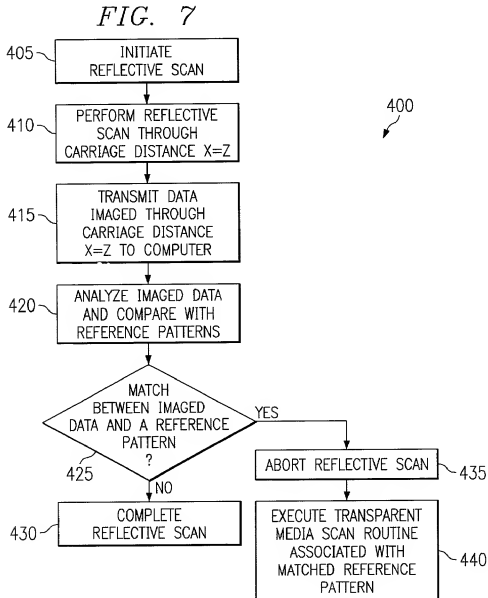 FIG. 7
405
INITIATE
REFLECTIVE SCAN
400
410
PERFORM REFLECTIVE
SCAN THROUGH
CARRIAGE DISTANCE X=Z
415
TRANSMIT DATA
IMAGED THROUGH
CARRIAGE DISTANCE
X=Z TO COMPUTER
420
ANALYZE IMAGED DATA
AND COMPARE WITH
REFERENCE PATTERNS
MATCH
BETWEEN IMAGED
DATA AND A REFERENCE
PATTERN
?
425
YES
NO
ABORT REFLECTIVE SCAN
435
430
COMPLETE
REFLECTIVE SCAN
EXECUTE TRANSPARENT
MEDIA SCAN ROUTINE
ASSOCIATED WITH
MATCHED REFERENCE
PATTERN
440